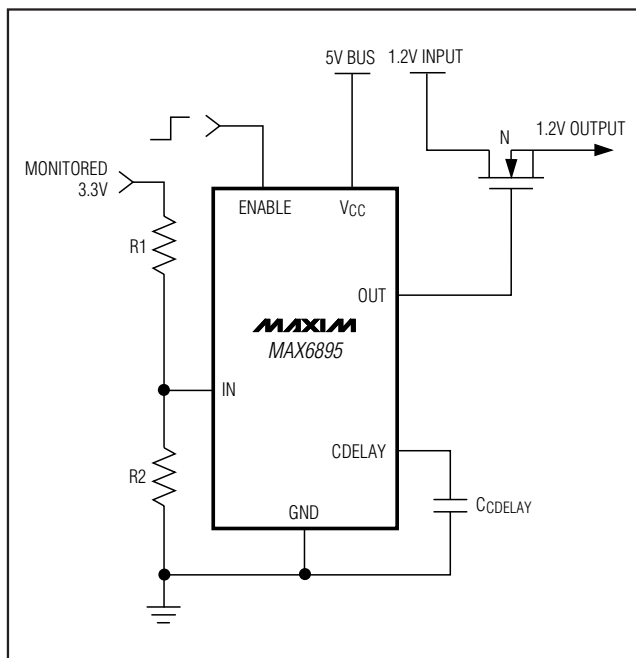 5V BUS
1.2V INPUT
N
1.2V OUTPUT
MONITORED
3.3V
ENABLE
VCC
R1
OUT
MAXIM
MAX6895
IN
R2
CDELAY
CCDELAY
GND